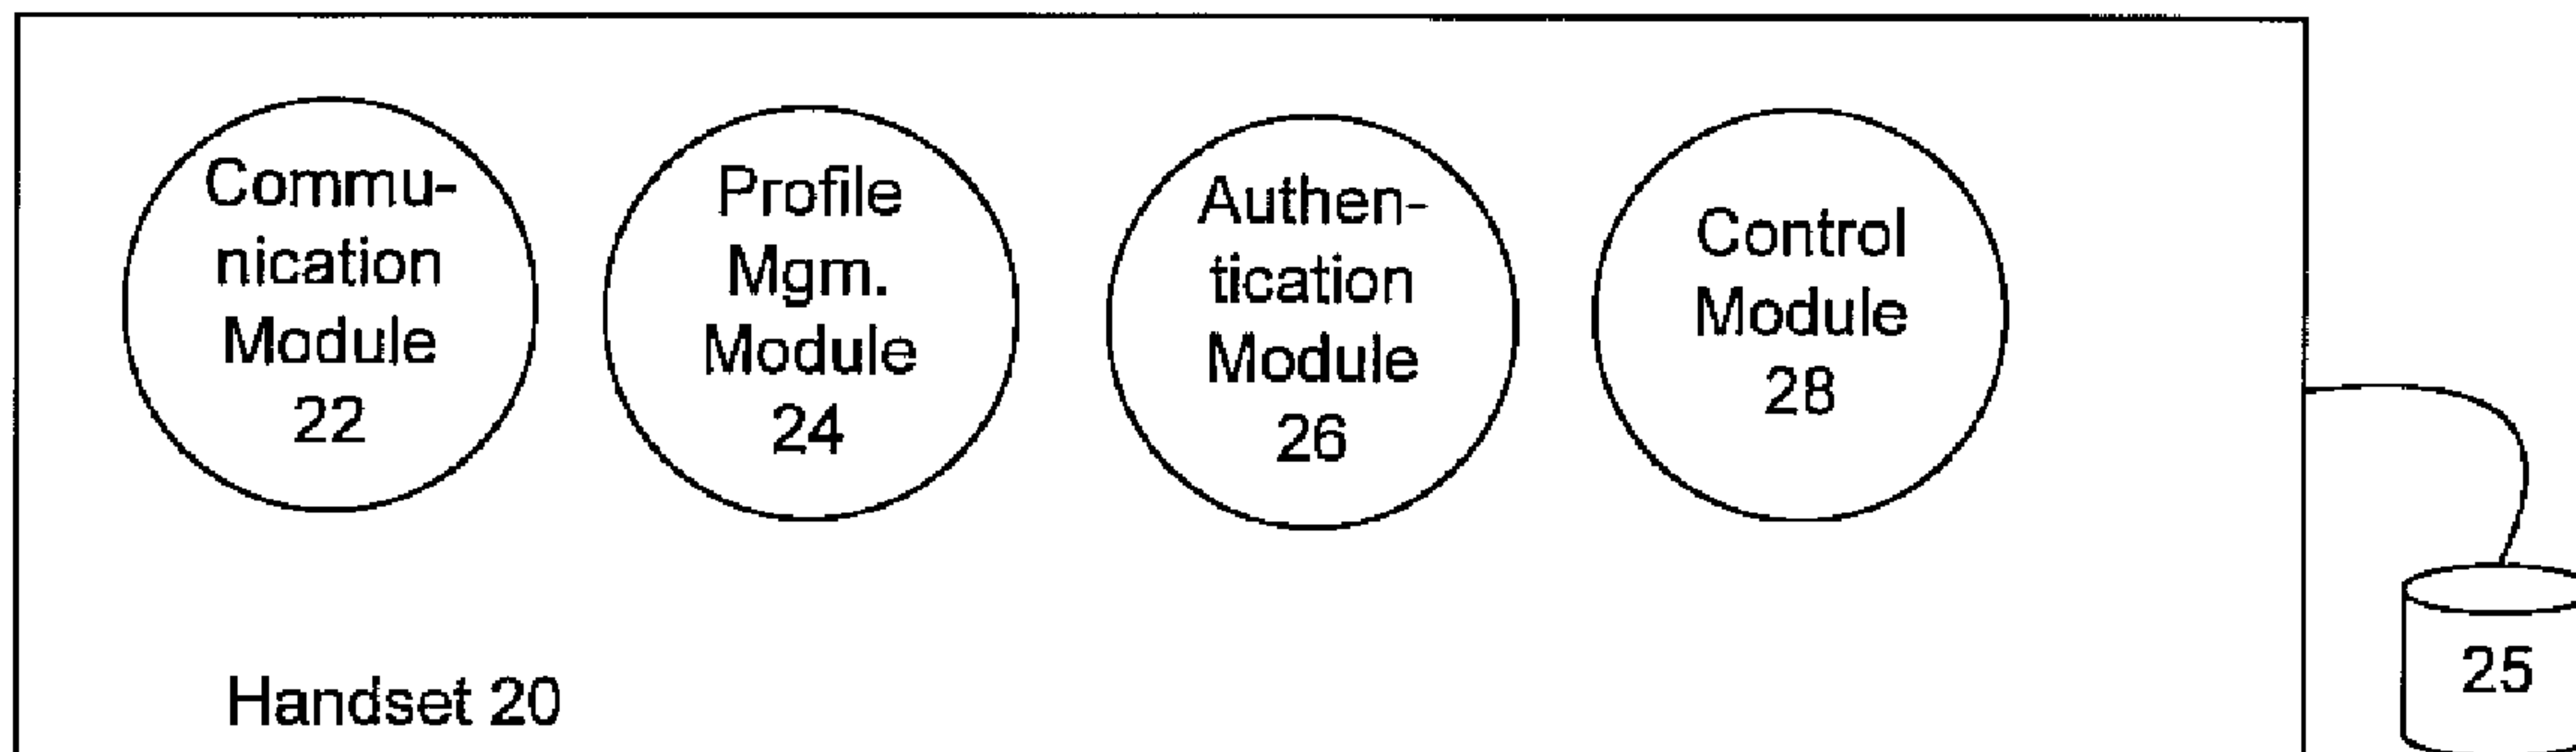 Commu-
nication
Module
22
Profile
Mgm.
Module
24
Authen-
tication
Module
26
Control
Module
28
25
Handset 20